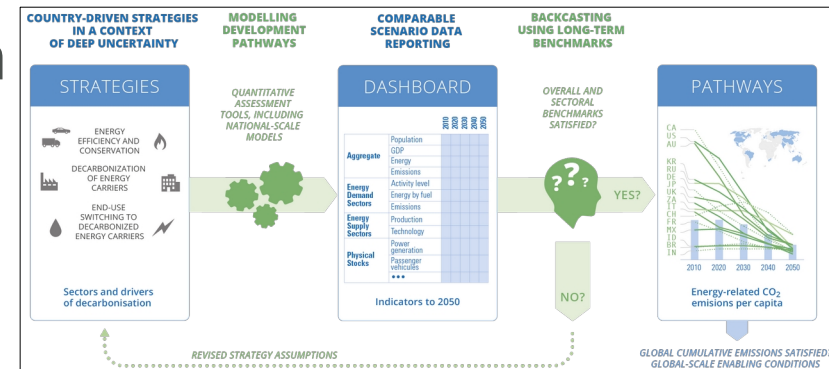 COUNTRY-DRIVEN STRATEGIES
IN A CONTEXT
OF DEEP UNCERTAINTY
MODELLING
DEVELOPMENT
PATHWAYS
COMPARABLE
SCENARIO DATA
REPORTING
BACKCASTING
USING LONG-TERM
BENCHMARKS
STRATEGIES
ENERGY
EFFICIENCY AND
CONSERVATION
DECARBONIZATION
OF ENERGY
CARRIERS
END-USE
SWITCHING TO
DECARBONIZED
ENERGY CARRIERS
Sectors and drivers
of decarbonisation
QUANTITATIVE
ASSESSMENT
TOOLS, INCLUDING
NATIONAL-SCALE
MODELS
DASHBOARD
2010 2020 2030 2040 2050
Aggregate
Population
GDP
Energy
Emissions
Energy
Demand
Sectors
Activity level
Energy by fuel
Emissions
Energy
Supply
Sectors
Production
Technology
Physical
Stocks
Power
generation
Passenger
vehicules
•••
Indicators to 2050
OVERALL AND
SECTORAL
BENCHMARKS
SATISFIED?
???
YES?
NO?
PATHWAYS
CA
US
AU
KR
RU
DE
JP
UK
ZA
IT
CH
FR
MX
ID
BR
IN
2010 2020 2030 2040 2050
Energy-related CO2
emisions per capita
REVISED STRATEGY ASSUMPTIONS
GLOBAL CUMULATIVE EMISSIONS SATISFIED?
GLOBAL-SCALE ENABLING CONDITIONS